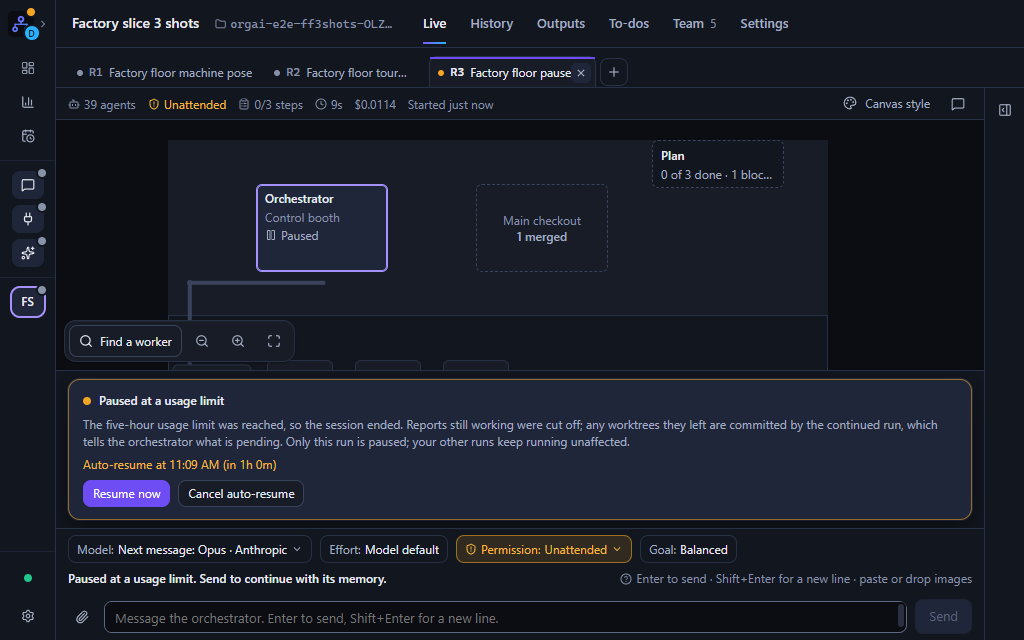 Factory slice 3 shots
orgai-e2e-ff3shots-OLZ…
Live
History
Outputs
To-dos
Team 5
Settings
D
R1 Factory floor machine pose
R2 Factory floor tour...
R3 Factory floor pause
39 agents
Unattended
0/3 steps
9s
$0.0114
Started just now
Canvas style
Plan
0 of 3 done · 1 bloc...
Orchestrator
Control booth
Paused
Main checkout
1 merged
FS
Find a worker
Paused at a usage limit
The five-hour usage limit was reached, so the session ended. Reports still working were cut off; any worktrees they left are committed by the continued run, which
tells the orchestrator what is pending. Only this run is paused; your other runs keep running unaffected.
Auto-resume at 11:09 AM (in 1h 0m)
Resume now
Cancel auto-resume
Model: Next message: Opus · Anthropic
Effort: Model default
Permission: Unattended
Goal: Balanced
Paused at a usage limit. Send to continue with its memory.
Enter to send · Shift+Enter for a new line · paste or drop images
Message the orchestrator. Enter to send, Shift+Enter for a new line.
Send